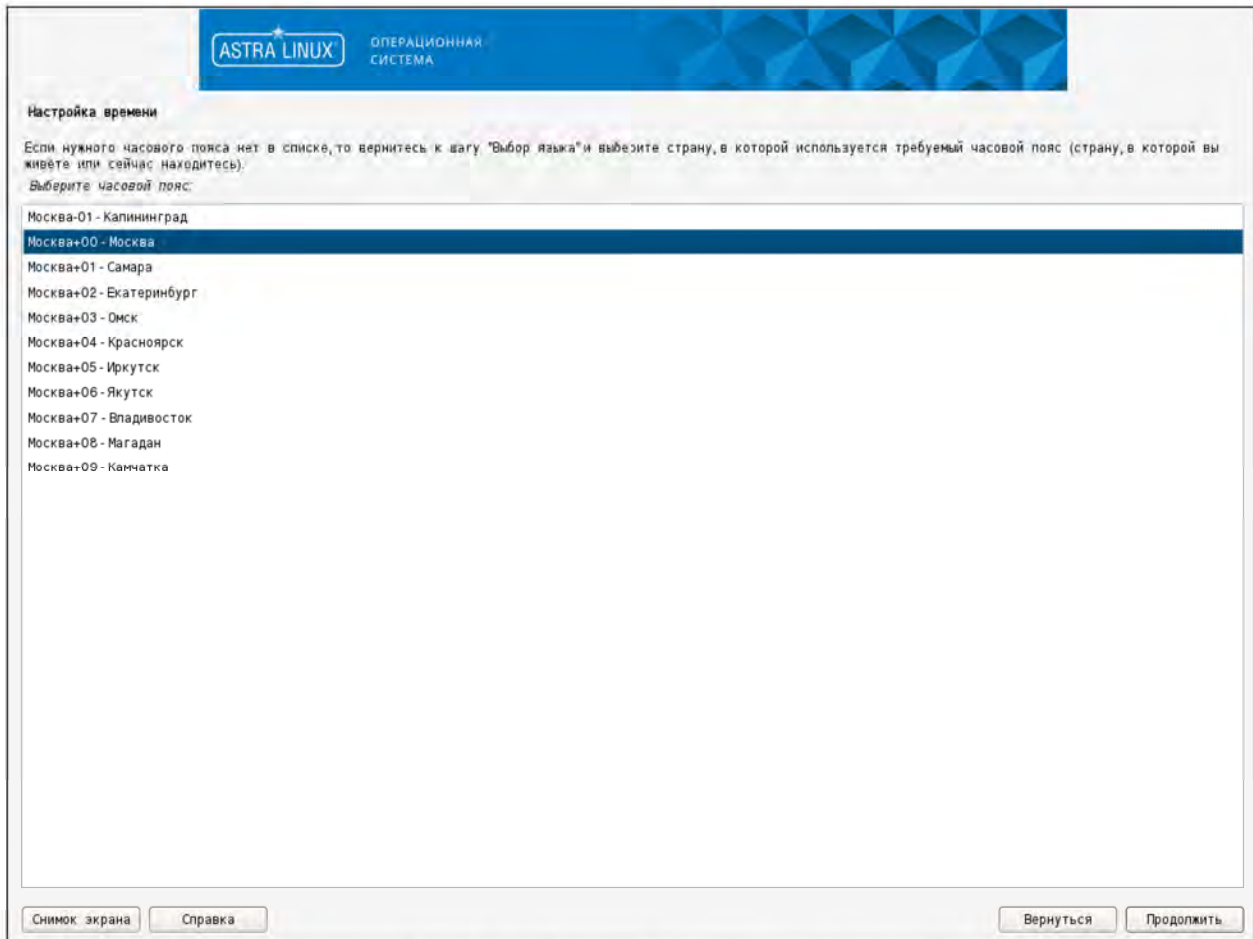 ASTRA LINUX
ОПЕРАЦИОННАЯ
СИСТЕМА
Настройка времени
Если нужного часового пояса нет в списке, то вернитесь к шагу "Выбор языка" и выберите страну, в которой используется требуемый часовой пояс (страну, в которой вы
живёте или сейчас находитесь).
Выберите часовой пояс:
Москва-01 - Калининград
Москва+00 - Москва
Москва+01 - Самара
Москва+02 - Екатеринбург
Москва+03 - Омск
Москва+04 - Красноярск
Москва+05 - Иркутск
Москва+06 - Якутск
Москва+07 - Владивосток
Москва+08 - Магадан
Москва+09 - Камчатка
Снимок экрана Справка Вернуться Продолжить